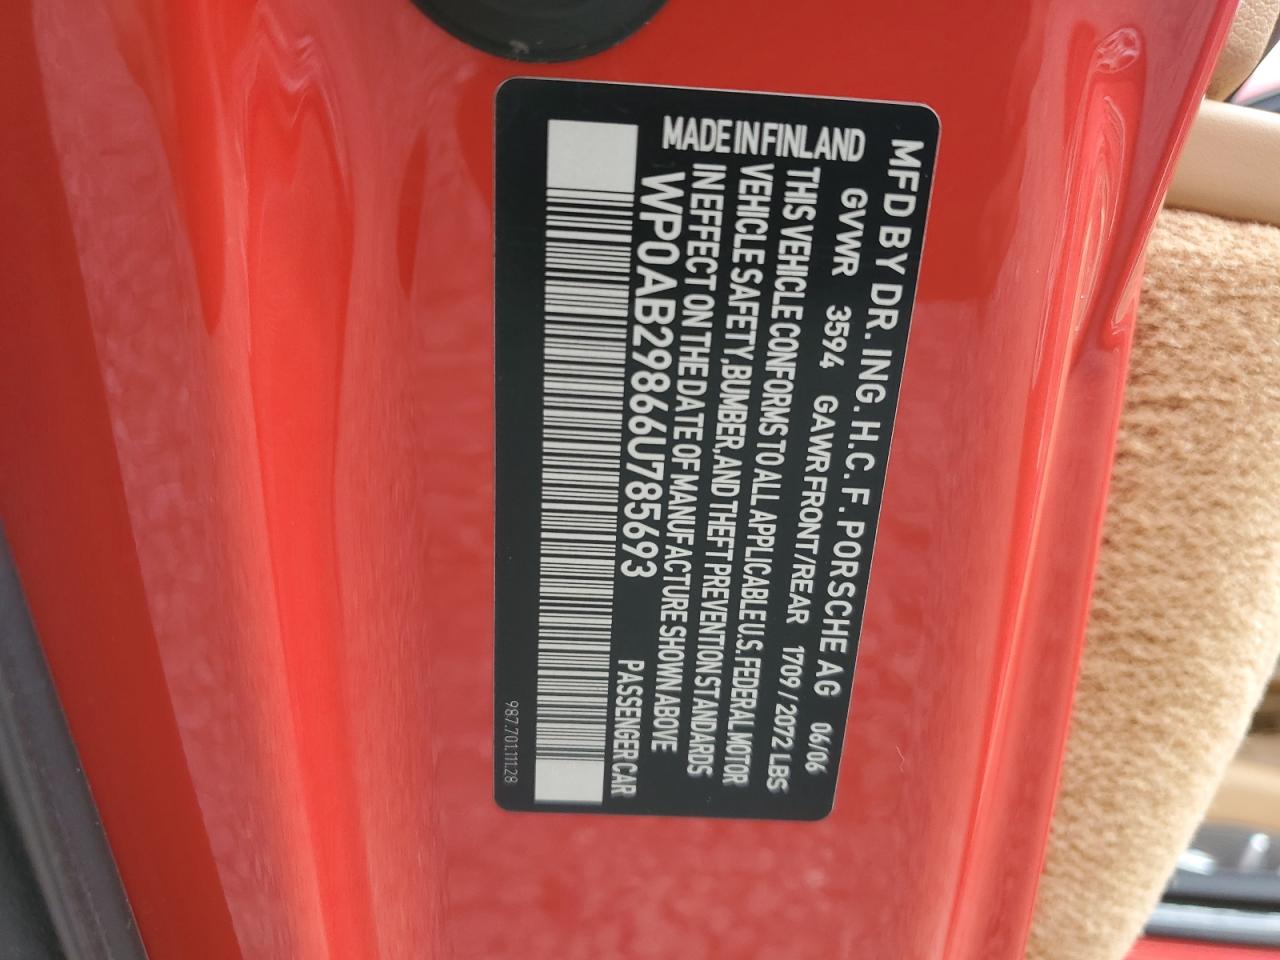 MFD BY DR. ING. H.C. F. PORSCHE AG 06/06
GVWR 3594 GAWR FRONT/REAR 1709 / 2072 LBS
THIS VEHICLE CONFORMS TO ALL APPLICABLE U.S. FEDERAL MOTOR
VEHICLE SAFETY, BUMBER, AND THEFT PREVENTION STANDARDS
IN EFFECT ON THE DATE OF MANUFACTURE SHOWN ABOVE
MADE IN FINLAND
WP0AB29866U785693 PASSENGER CAR
987.701.111.28